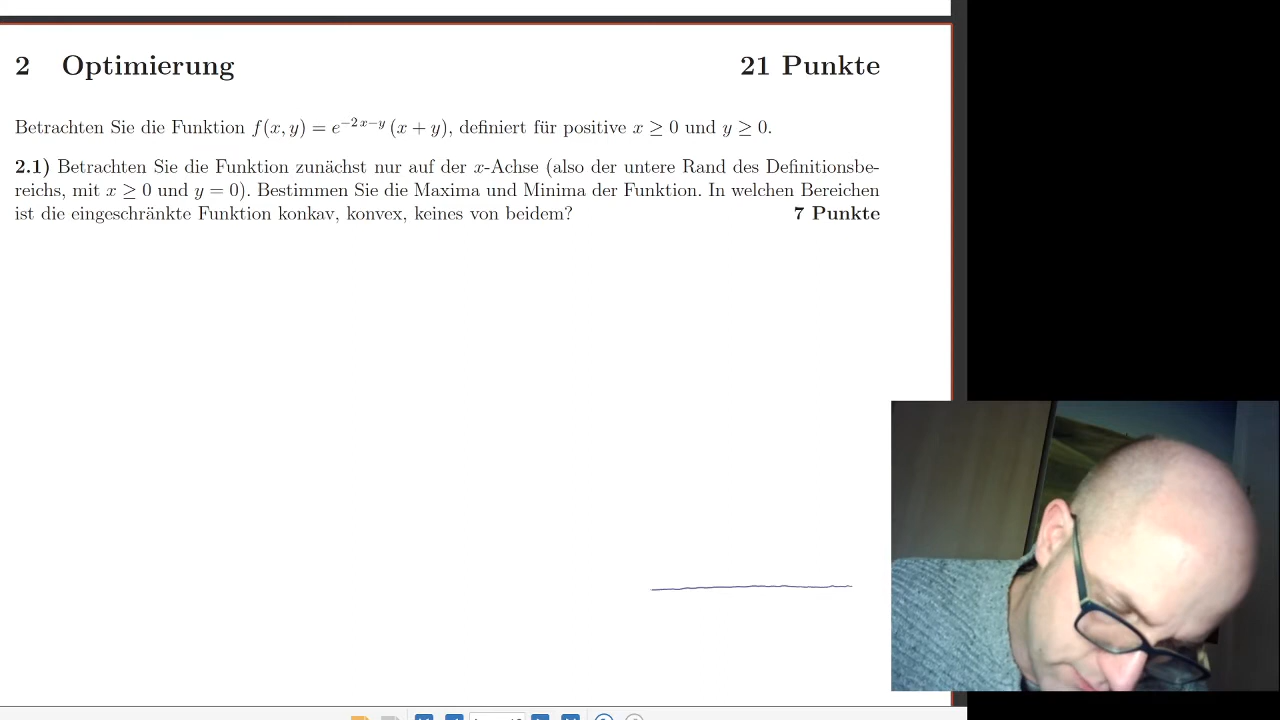 2 Optimierung 21 Punkte
Betrachten Sie die Funktion f(x, y) = e^{−2x−y} (x + y), definiert für positive x ≥ 0 und y ≥ 0.
2.1) Betrachten Sie die Funktion zunächst nur auf der x-Achse (also der untere Rand des Definitionsbe-
reichs, mit x ≥ 0 und y = 0). Bestimmen Sie die Maxima und Minima der Funktion. In welchen Bereichen
ist die eingeschränkte Funktion konkav, konvex, keines von beidem? 7 Punkte